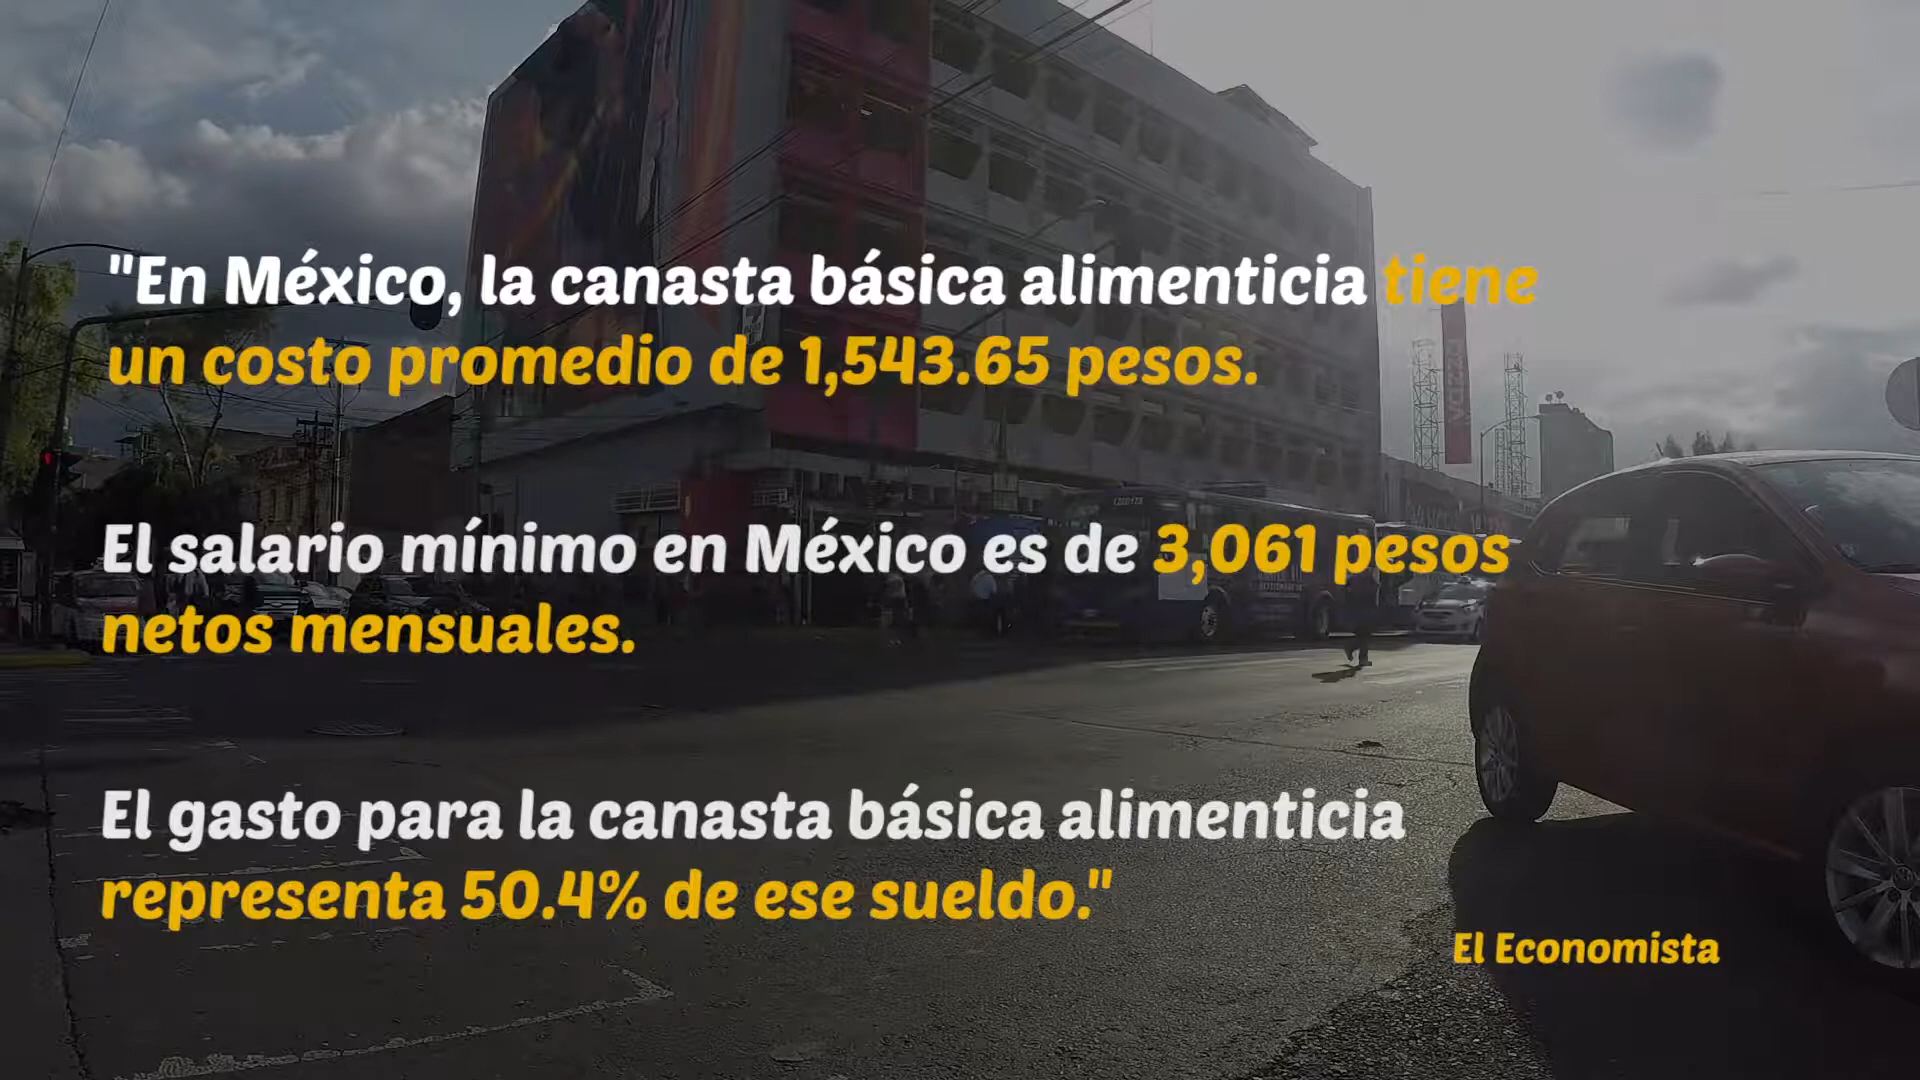 "En México, la canasta básica alimenticia tiene
un costo promedio de 1,543.65 pesos.
El salario mínimo en México es de 3,061 pesos
netos mensuales.
El gasto para la canasta básica alimenticia
representa 50.4% de ese sueldo."
El Economista